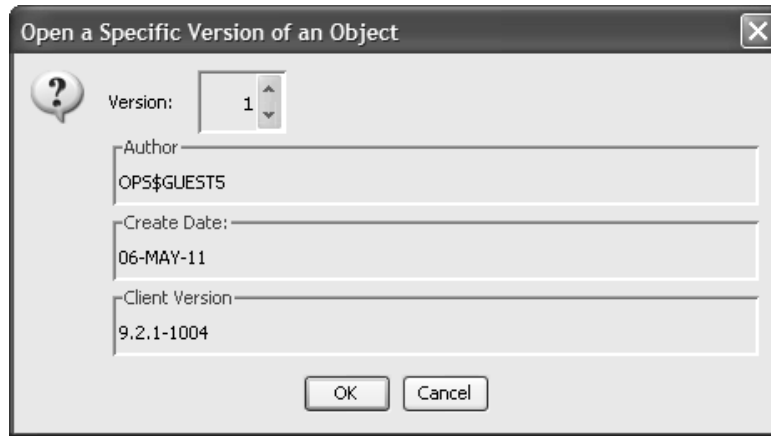 Open a Specific Version of an Object
Version: 1
Author
OPS$GUEST5
Create Date:
06-MAY-11
Client Version
9.2.1-1004
OK Cancel